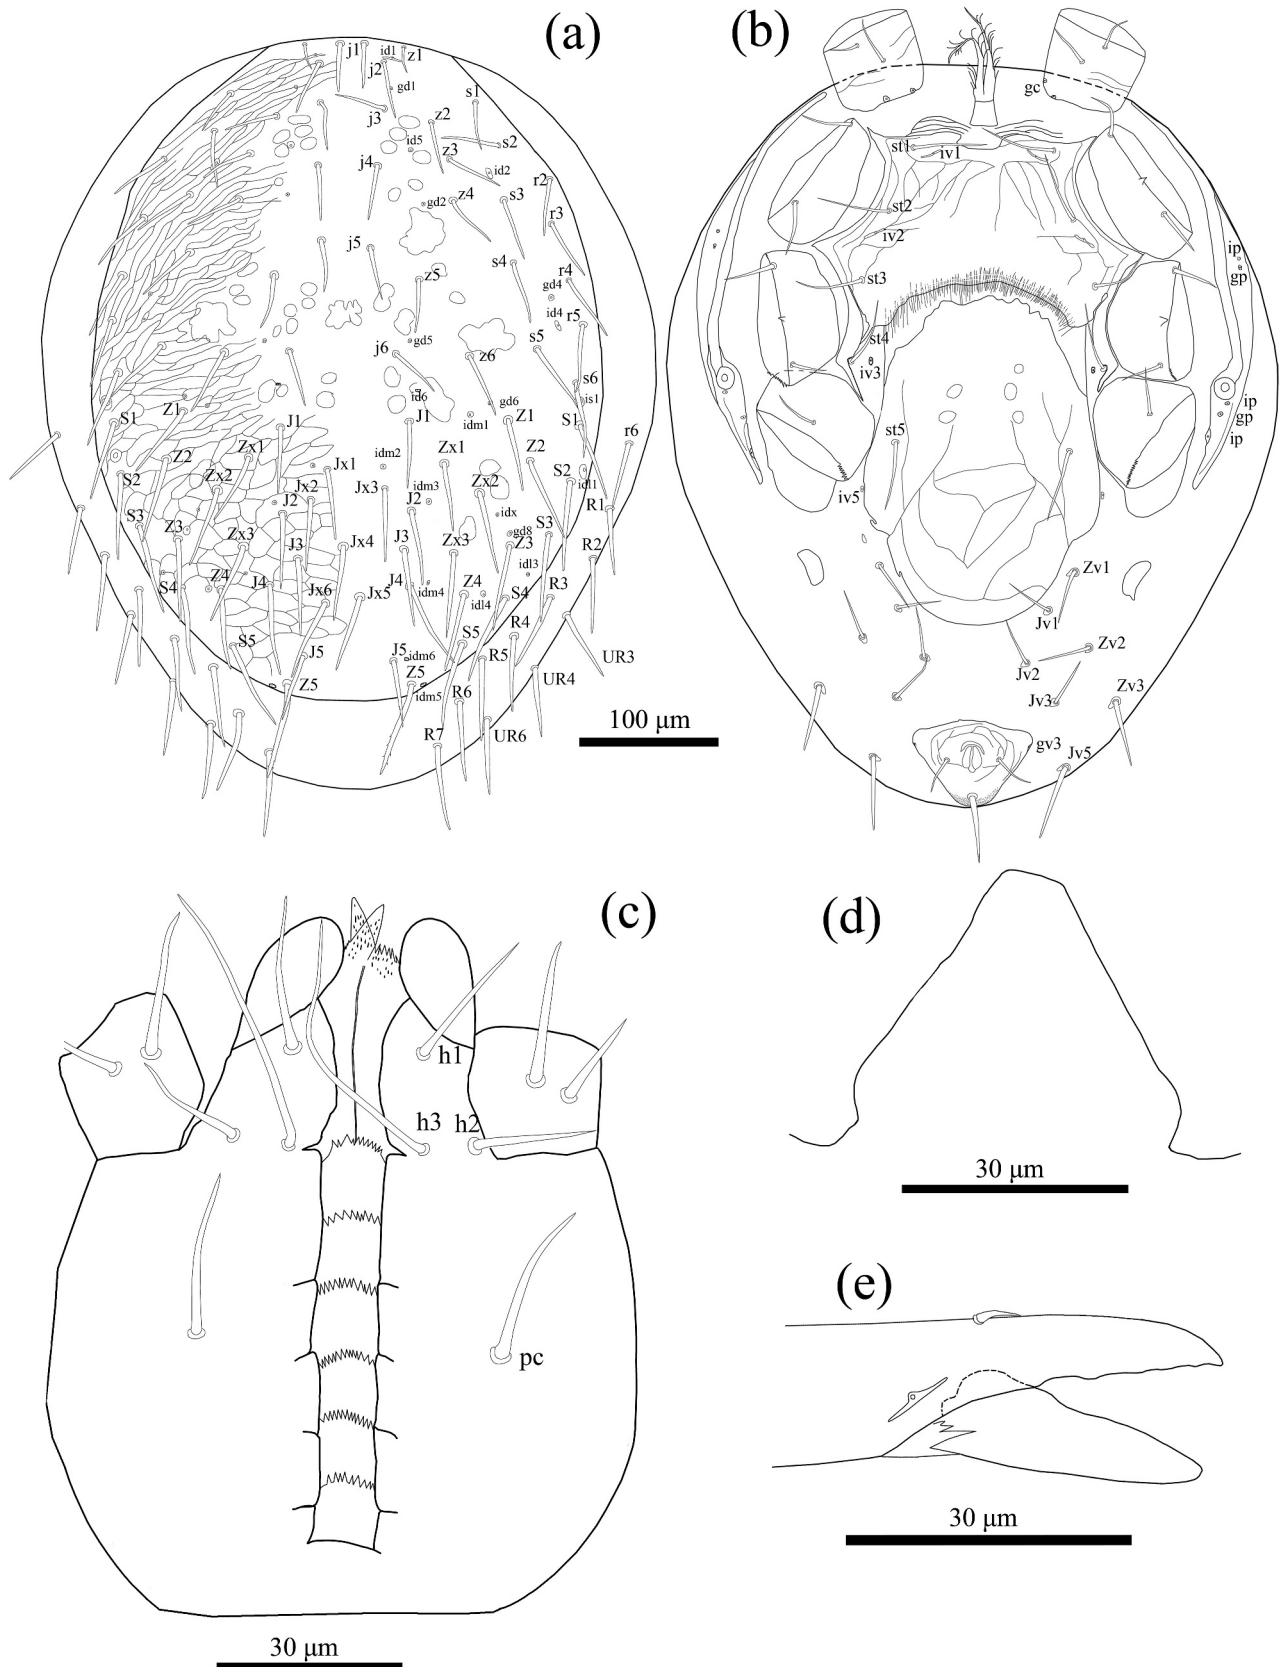 (a)
j1
id1
z1
j2
gd1
j3
s1
z2
s2
id5
z3
id2
j4
r2
gd2
z4
s3
r3
j5
s4
z5
r4
gd4
id4
r5
gd5
s5
j6
z6
s6
id6
gd6
is1
S1
Z1
J1
J1
idm1
Z1
S1
r6
Z2
Zx1
idm2
Zx1
Z2
S2
Zx2
Jx1
Jx3
idm3
Zx2
S2
idl1
J2
Jx2
J2
idx
R1
S3
Z3
Zx3
J3
Jx4
J3
Zx3
gd8
Z3
S3
R2
S4
Z4
J4
Jx6
Jx5
J4
idm4
Z4
idl4
idl3
S4
R3
S5
J5
Z5
J5
idm6
S5
R4
R5
UR3
Z5
idm5
R6
UR4
R7
UR6
100 μm
(b)
gc
st1
iv1
st2
iv2
st3
ip
gp
st4
iv3
ip
gp
ip
st5
iv5
Zv1
Jv1
Zv2
Jv2
Jv3
Zv3
gv3
Jv5
(c)
h1
h3
h2
pc
30 μm
(d)
30 μm
(e)
30 μm